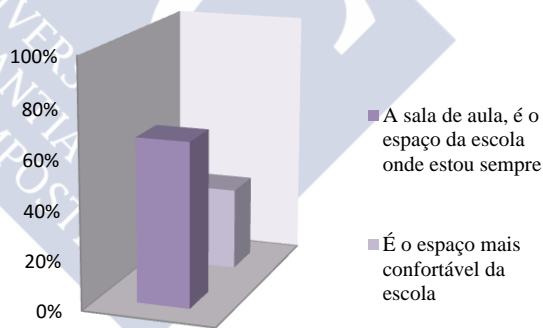 100%
80%
60%
40%
20%
0%
A sala de aula, é o
espaço da escola
onde estou sempre
É o espaço mais
confortável da
escola